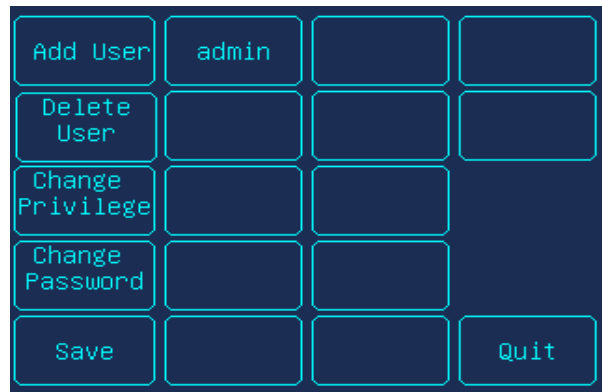 Add User
admin
Delete
User
Change
Privilege
Change
Password
Save
Quit